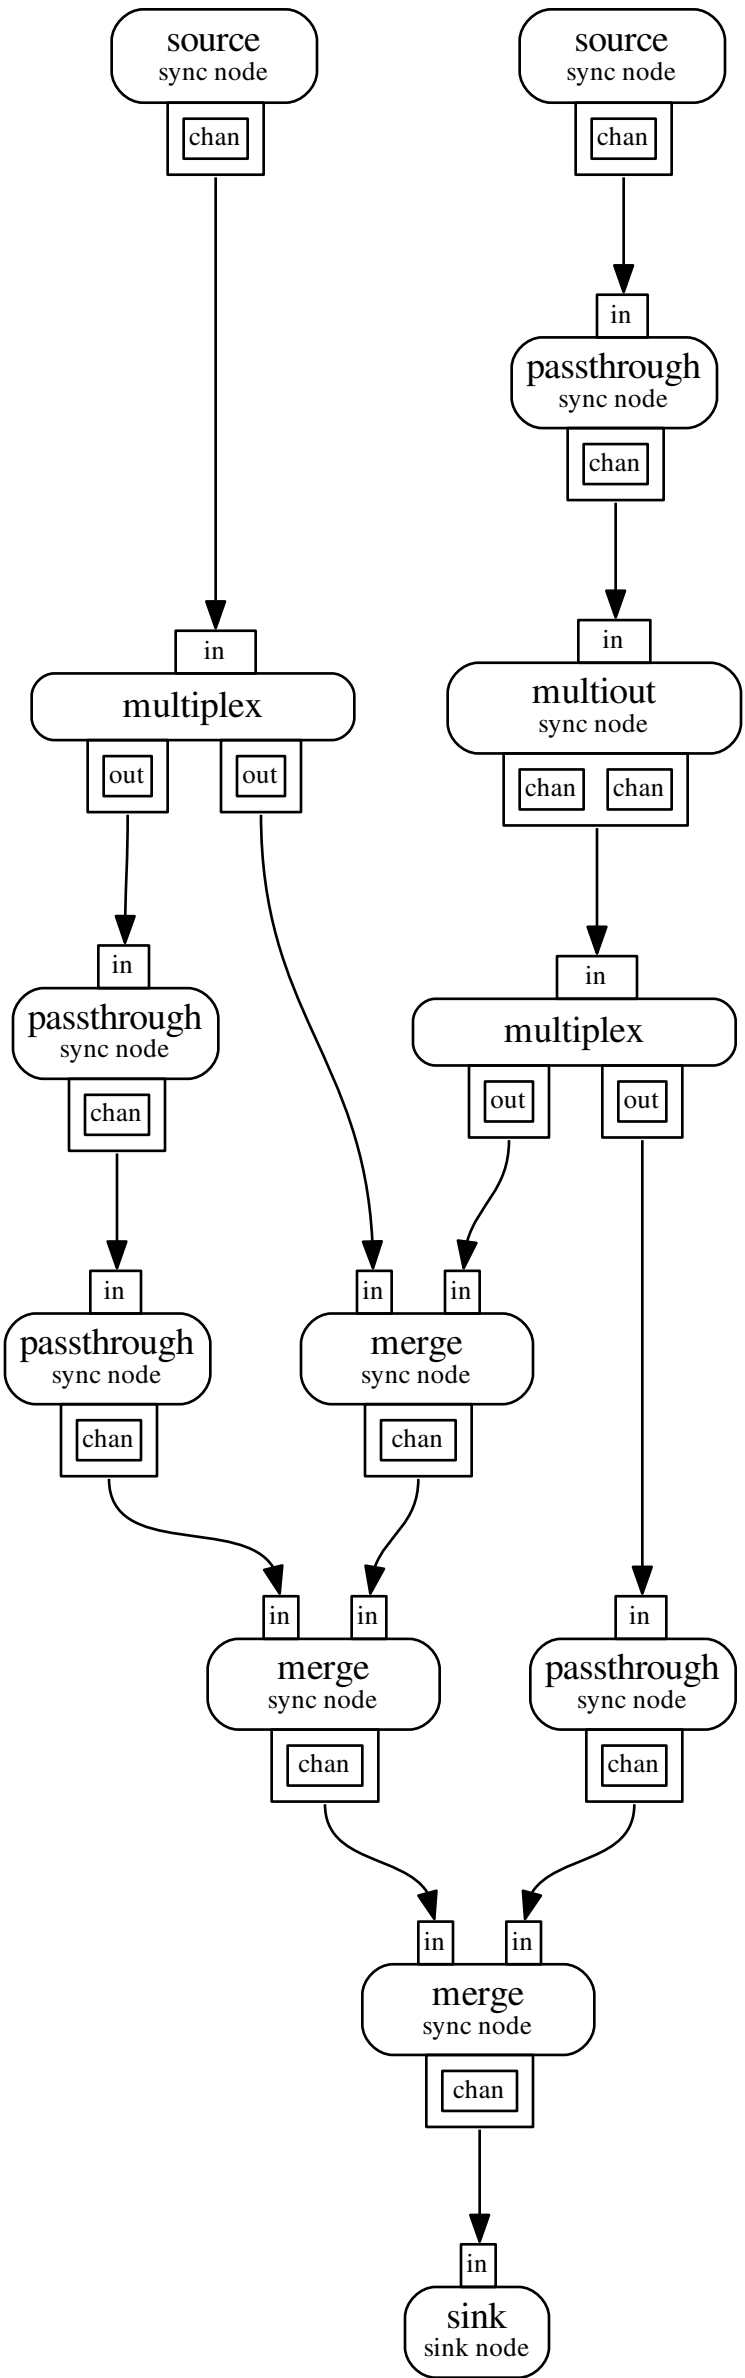 source
sync node
chan
source
sync node
chan
in
passthrough
sync node
chan
in
multiplex
out
out
in
multiout
sync node
chan
chan
in
passthrough
sync node
chan
in
multiplex
out
out
in
passthrough
sync node
chan
in
in
merge
sync node
chan
in
in
merge
sync node
chan
in
passthrough
sync node
chan
in
in
merge
sync node
chan
in
sink
sink node